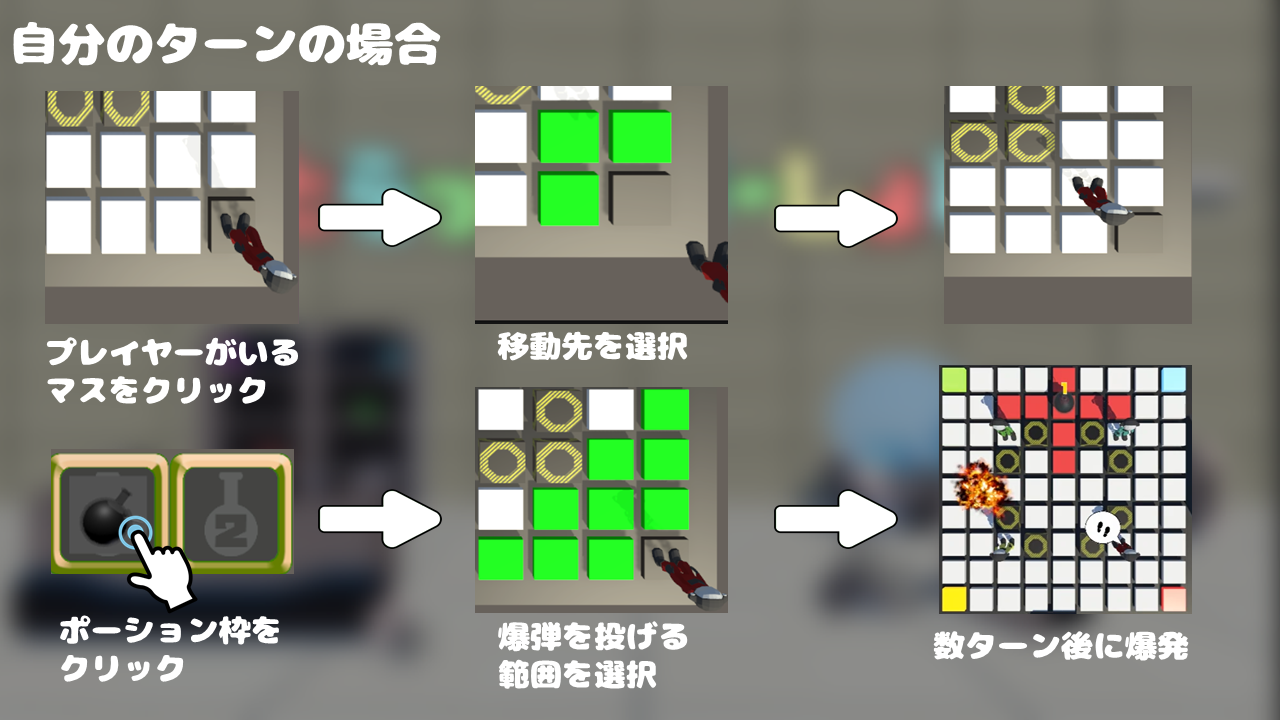 自分のターンの場合
プレイヤーがいる
マスをクリック
移動先を選択
2
ポーション枠を
クリック
爆弾を投げる
範囲を選択
1
数ターン後に爆発